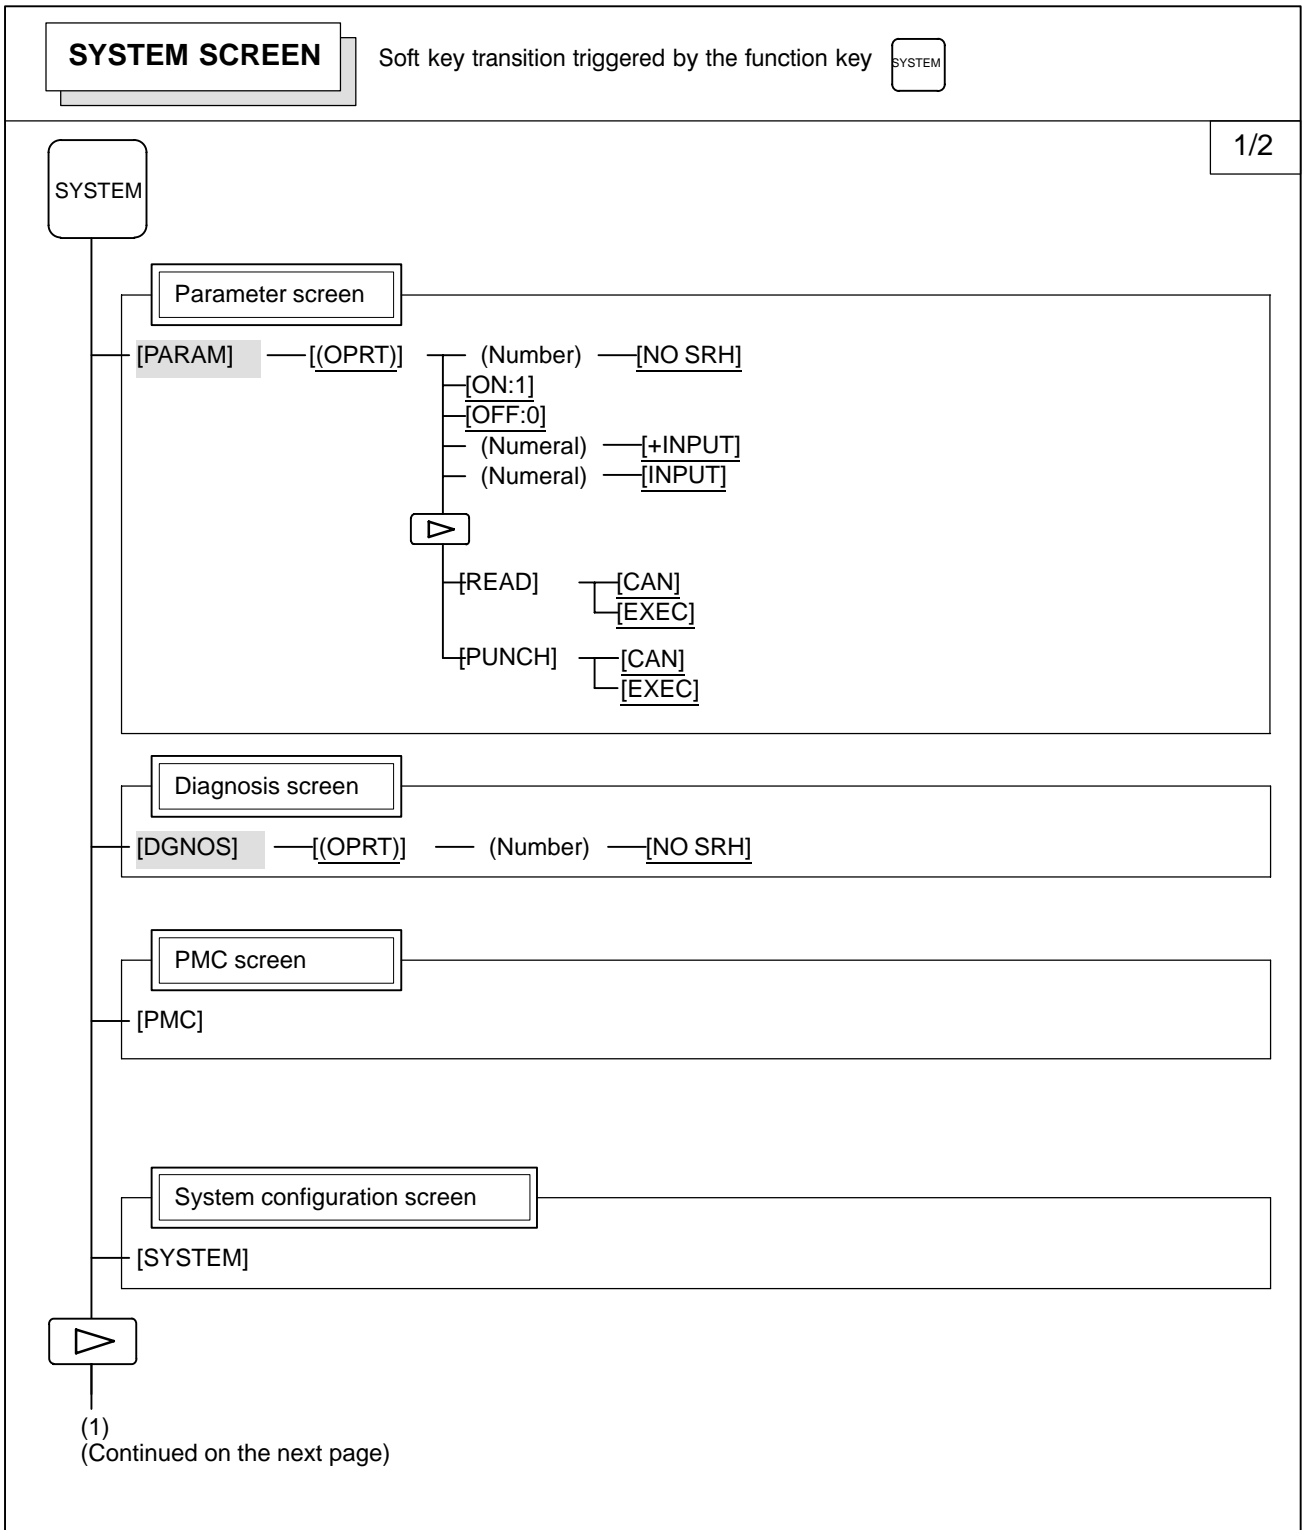 SYSTEM SCREEN Soft key transition triggered by the function key SYSTEM
1/2
SYSTEM
Parameter screen
[PARAM] [(OPRT)] (Number) [NO SRH]
[ON:1]
[OFF:0]
(Numeral) [+INPUT]
(Numeral) [INPUT]
[READ] [CAN]
[EXEC]
[PUNCH] [CAN]
[EXEC]
Diagnosis screen
[DGNOS] [(OPRT)] (Number) [NO SRH]
PMC screen
[PMC]
System configuration screen
[SYSTEM]
(1)
(Continued on the next page)